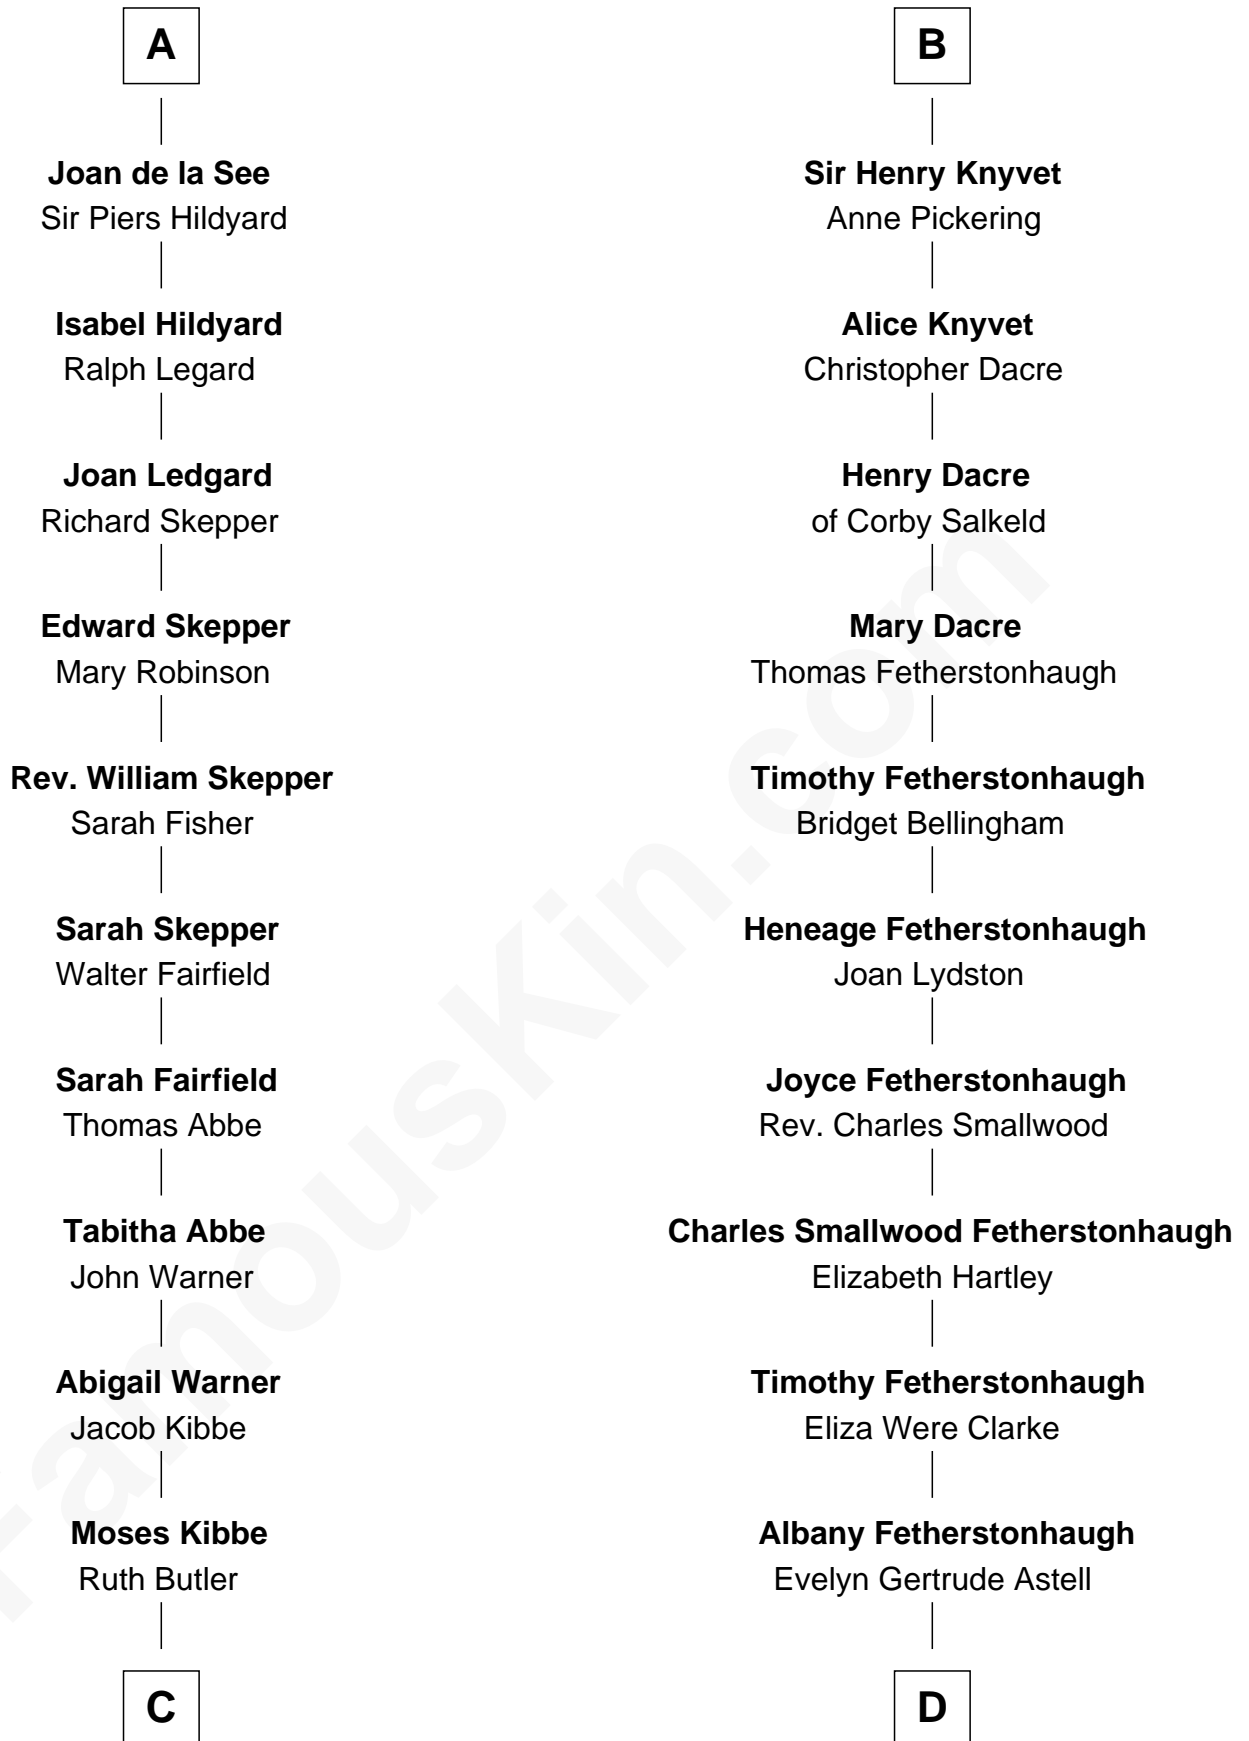 A
Joan de la See
Sir Piers Hildyard
Isabel Hildyard
Ralph Legard
Joan Ledgard
Richard Skepper
Edward Skepper
Mary Robinson
Rev. William Skepper
Sarah Fisher
Sarah Skepper
Walter Fairfield
Sarah Fairfield
Thomas Abbe
Tabitha Abbe
John Warner
Abigail Warner
Jacob Kibbe
Moses Kibbe
Ruth Butler
C
B
Sir Henry Knyvet
Anne Pickering
Alice Knyvet
Christopher Dacre
Henry Dacre
of Corby Salkeld
Mary Dacre
Thomas Fetherstonhaugh
Timothy Fetherstonhaugh
Bridget Bellingham
Heneage Fetherstonhaugh
Joan Lydston
Joyce Fetherstonhaugh
Rev. Charles Smallwood
Charles Smallwood Fetherstonhaugh
Elizabeth Hartley
Timothy Fetherstonhaugh
Eliza Were Clarke
Albany Fetherstonhaugh
Evelyn Gertrude Astell
D
FamousKin.com